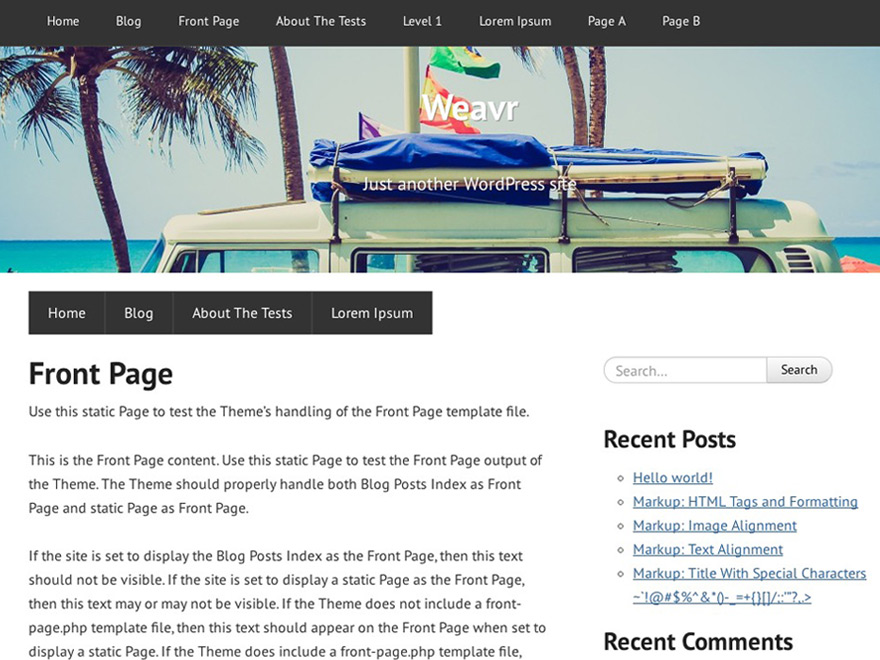 Home Blog Front Page About The Tests Level 1 Lorem Ipsum Page A Page B
Weavr
Just another WordPress site
Home Blog About The Tests Lorem Ipsum
Front Page
Use this static Page to test the Theme's handling of the Front Page template file.
This is the Front Page content. Use this static Page to test the Front Page output of
the Theme. The Theme should properly handle both Blog Posts Index as Front
Page and static Page as Front Page.
If the site is set to display the Blog Posts Index as the Front Page, then this text
should not be visible. If the site is set to display a static Page as the Front Page,
then this text may or may not be visible. If the Theme does not include a front-
page.php template file, then this text should appear on the Front Page when set to
display a static Page. If the Theme does include a front-page.php template file,
Search... Search
Recent Posts
Hello world!
Markup: HTML Tags and Formatting
Markup: Image Alignment
Markup: Text Alignment
Markup: Title With Special Characters
~`!@#$%^&*()-_=+{}[]/;:'"?,.>
Recent Comments